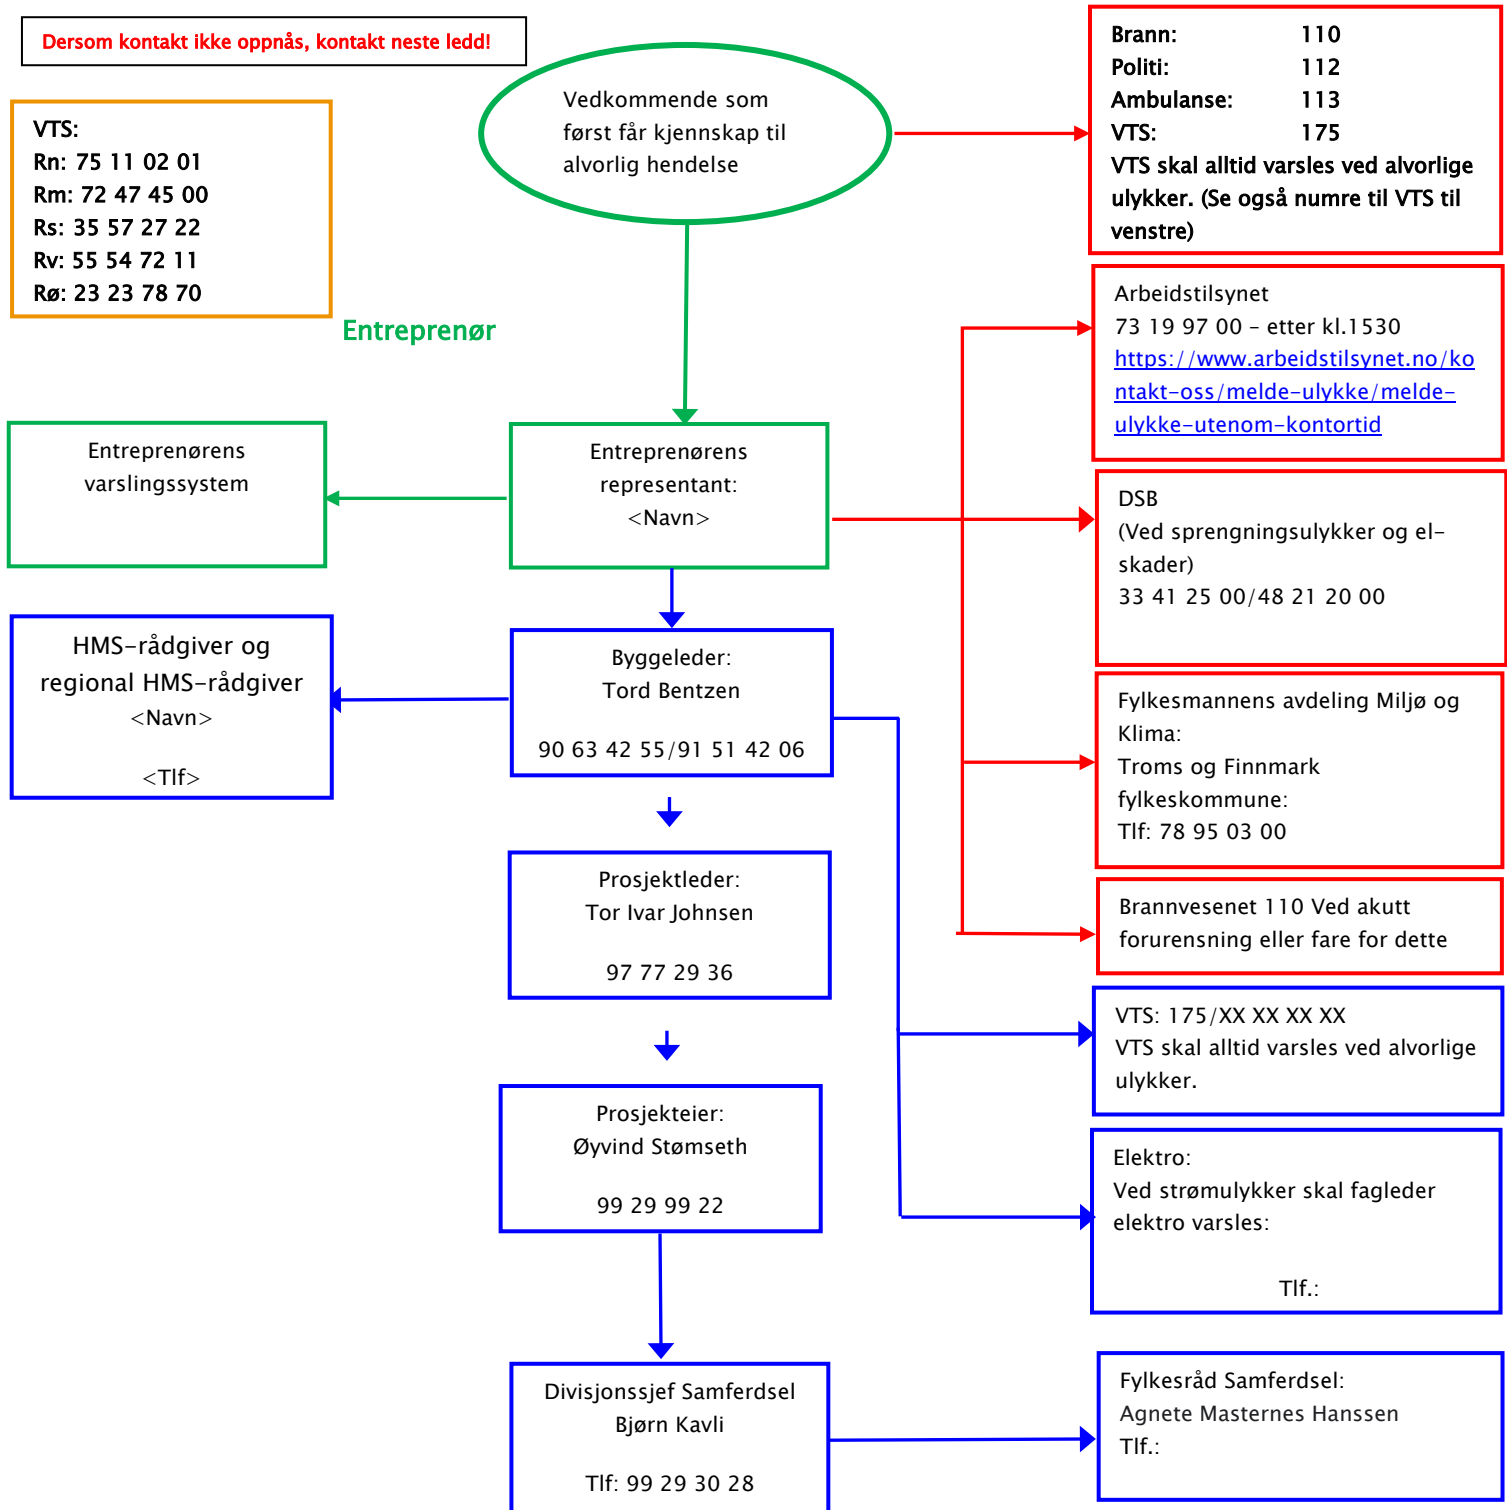 Dersom kontakt ikke oppnås, kontakt neste ledd!
VTS:
Rn: 75 11 02 01
Rm: 72 47 45 00
Rs: 35 57 27 22
Rv: 55 54 72 11
Rø: 23 23 78 70
Vedkommende som
først får kjennskap til
alvorlig hendelse
Brann: 110
Politi: 112
Ambulanse: 113
VTS: 175
VTS skal alltid varsles ved alvorlige
ulykker. (Se også numre til VTS til
venstre)
Entreprenør
Arbeidstilsynet
73 19 97 00 – etter kl.1530
https://www.arbeidstilsynet.no/ko
ntakt-oss/melde-ulykke/melde-
ulykke-utenom-kontortid
Entreprenørens
varslingssystem
Entreprenørens
representant:
<Navn>
DSB
(Ved sprengningsulykker og el-
skader)
33 41 25 00/48 21 20 00
HMS-rådgiver og
regional HMS-rådgiver
<Navn>
<Tlf>
Byggeleder:
Tord Bentzen
90 63 42 55/91 51 42 06
Fylkesmannens avdeling Miljø og
Klima:
Troms og Finnmark
fylkeskommune:
Tlf: 78 95 03 00
Prosjektleder:
Tor Ivar Johnsen
97 77 29 36
Brannvesenet 110 Ved akutt
forurensning eller fare for dette
VTS: 175/XX XX XX XX
VTS skal alltid varsles ved alvorlige
ulykker.
Prosjekteier:
Øyvind Stømseth
99 29 99 22
Elektro:
Ved strømulykker skal fagleder
elektro varsles:
Tlf.:
Divisjonssjef Samferdsel
Bjørn Kavli
Tlf: 99 29 30 28
Fylkesråd Samferdsel:
Agnete Masternes Hanssen
Tlf.: